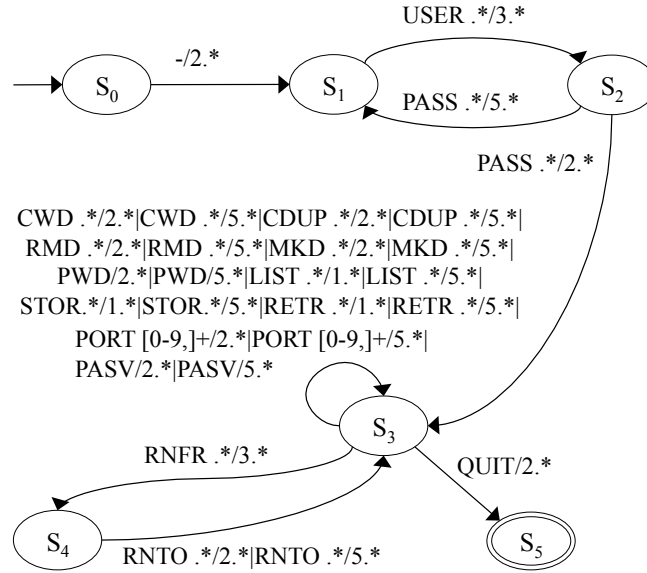 USER .*/3.*
-/2.*
S0
S1
S2
PASS .*/5.*
PASS .*/2.*
CWD .*/2.*|CWD .*/5.*|CDUP .*/2.*|CDUP .*/5.*|
RMD .*/2.*|RMD .*/5.*|MKD .*/2.*|MKD .*/5.*|
PWD/2.*|PWD/5.*|LIST .*/1.*|LIST .*/5.*|
STOR.*/1.*|STOR.*/5.*|RETR .*/1.*|RETR .*/5.*|
PORT [0-9,]+/2.*|PORT [0-9,]+/5.*|
PASV/2.*|PASV/5.*
S3
RNFR .*/3.*
QUIT/2.*
S4
S5
RNTO .*/2.*|RNTO .*/5.*